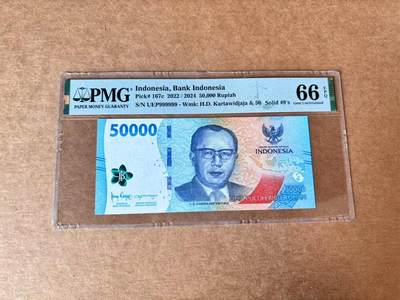 PMG
PAPER MONEY GUARANTY
Indonesia, Bank Indonesia
Pick# 167c 2022 / 2024 50,000 Rupiah
S/N UEP999999 - Wmk: H.D. Kartawidjaja & 50 Solid #9's
66 EPQ
50000
INDONESIA
50000